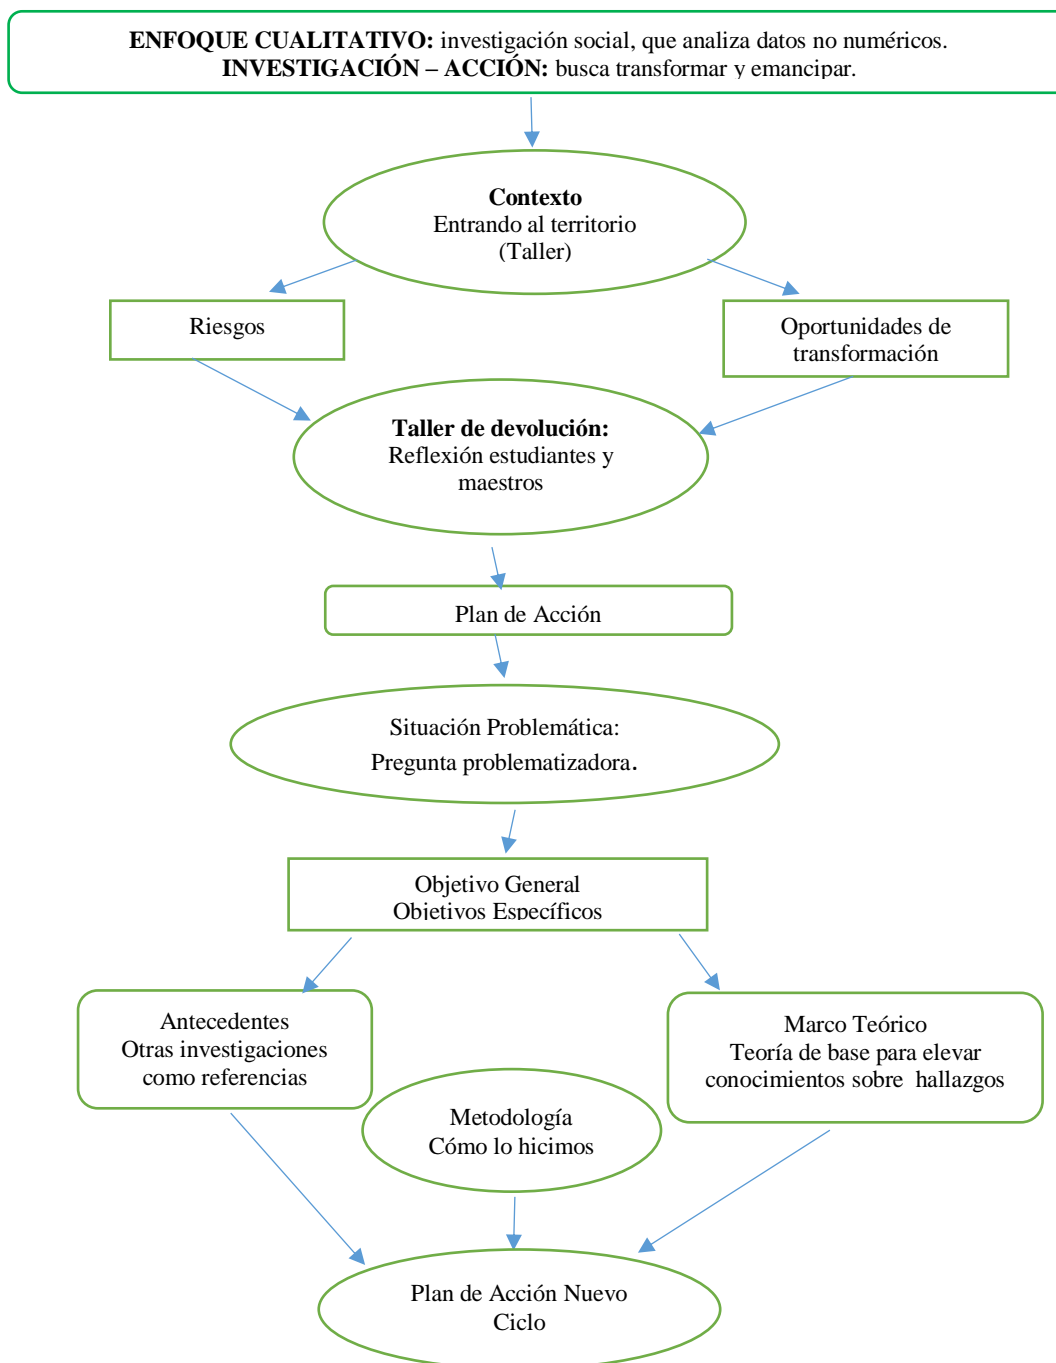 ENFOQUE CUALITATIVO: investigación social, que analiza datos no numéricos.
INVESTIGACIÓN – ACCIÓN: busca transformar y emancipar.
Contexto
Entrando al territorio
(Taller)
Riesgos
Oportunidades de
transformación
Taller de devolución:
Reflexión estudiantes y
maestros
Plan de Acción
Situación Problemática:
Pregunta problematizadora.
Objetivo General
Objetivos Específicos
Antecedentes
Otras investigaciones
como referencias
Marco Teórico
Teoría de base para elevar
conocimientos sobre hallazgos
Metodología
Cómo lo hicimos
Plan de Acción Nuevo
Ciclo